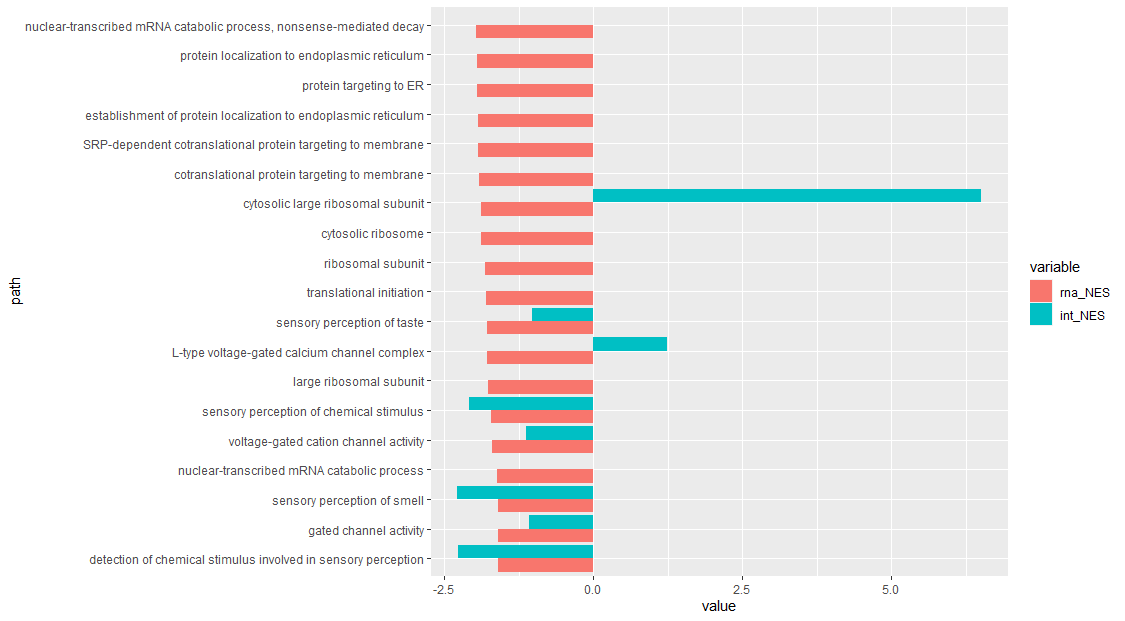 nuclear-transcribed mRNA catabolic process, nonsense-mediated decay
protein localization to endoplasmic reticulum
protein targeting to ER
establishment of protein localization to endoplasmic reticulum
SRP-dependent cotranslational protein targeting to membrane
cotranslational protein targeting to membrane
cytosolic large ribosomal subunit
cytosolic ribosome
ribosomal subunit
translational initiation
sensory perception of taste
L-type voltage-gated calcium channel complex
large ribosomal subunit
sensory perception of chemical stimulus
voltage-gated cation channel activity
nuclear-transcribed mRNA catabolic process
sensory perception of smell
gated channel activity
detection of chemical stimulus involved in sensory perception
path
-2.5
0.0
2.5
5.0
value
variable
rna_NES
int_NES